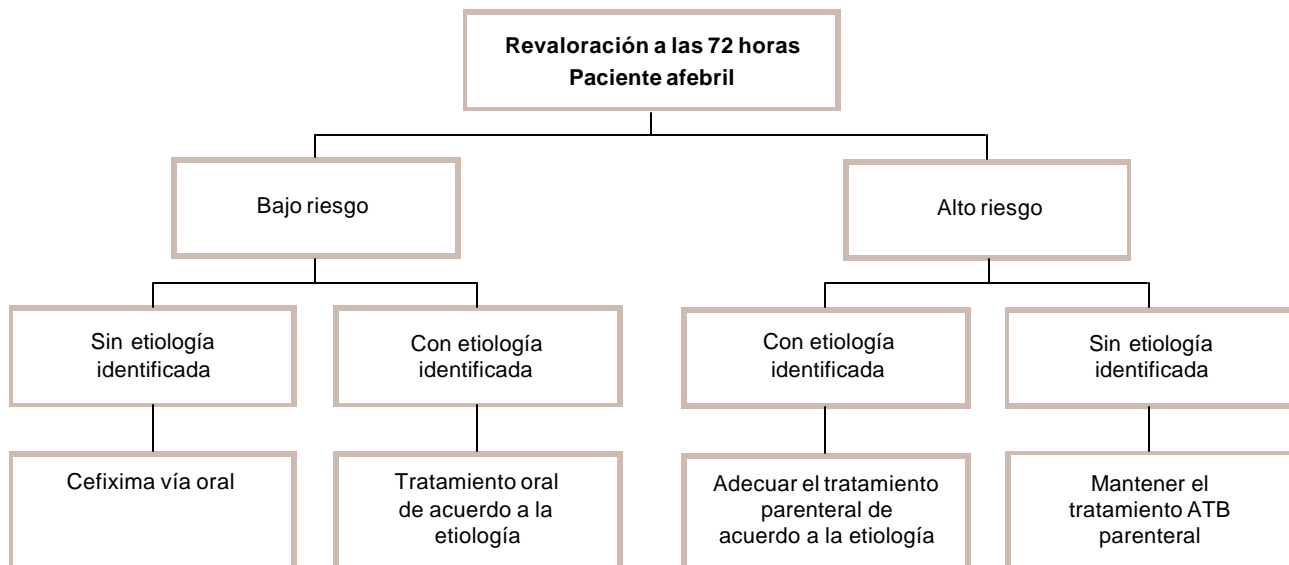 Revaloración a las 72 horas
Paciente afebril
Bajo riesgo
Alto riesgo
Sin etiología
identificada
Con etiología
identificada
Con etiología
identificada
Sin etiología
identificada
Cefixima vía oral
Tratamiento oral
de acuerdo a la
etiología
Adecuar el tratamiento
parenteral de
acuerdo a la etiología
Mantener el
tratamiento ATB
parenteral